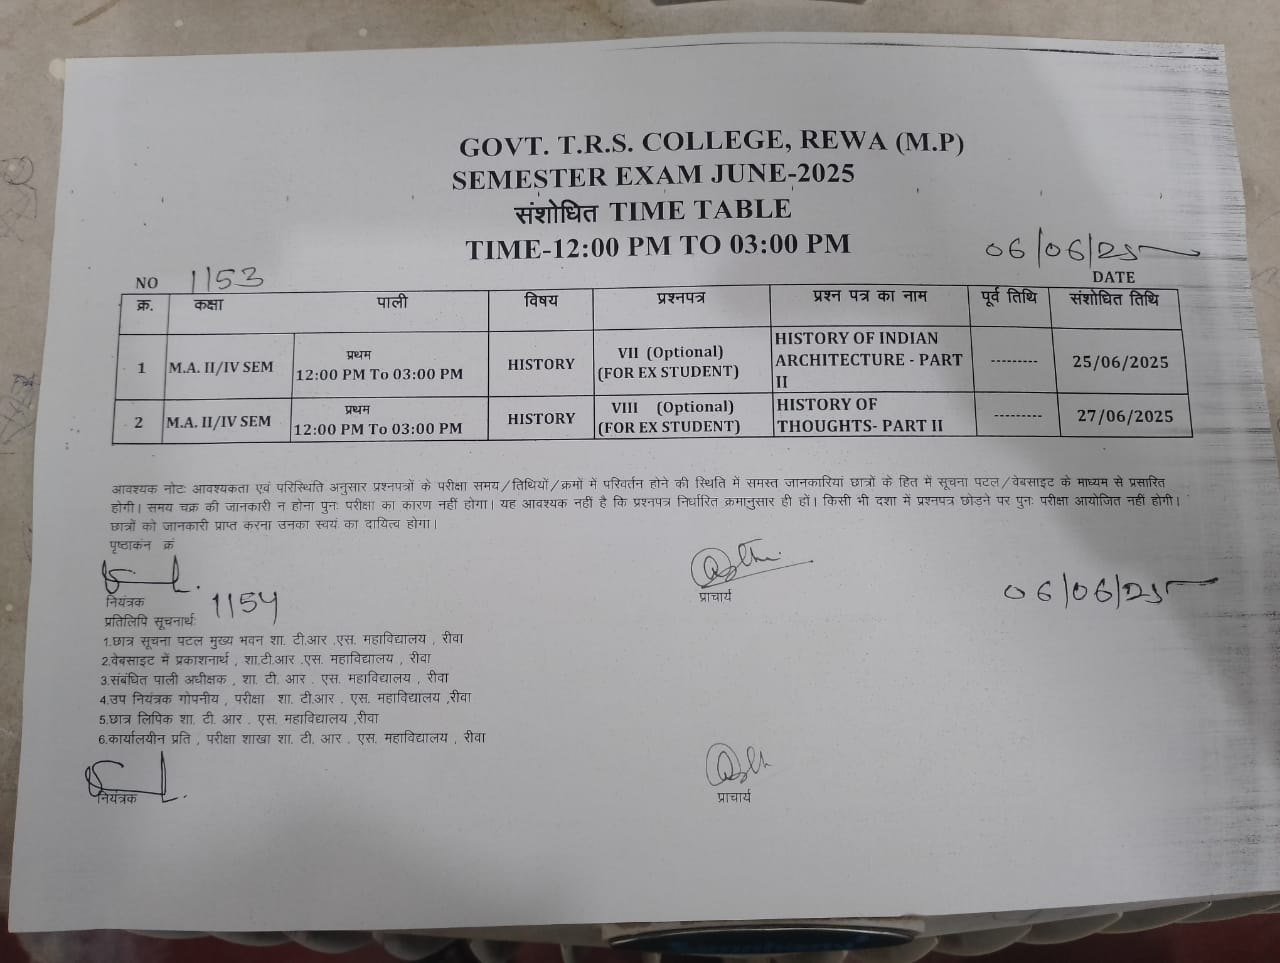 GOVT. T.R.S. COLLEGE, REWA (M.P)
SEMESTER EXAM JUNE-2025
संशोधित TIME TABLE
TIME-12:00 PM TO 03:00 PM
06/06/25
NO 1153 DATE
क्र. कक्षा पाली विषय प्रश्नपत्र प्रश्न पत्र का नाम पूर्व तिथि संशोधित तिथि
1 M.A. II/IV SEM प्रथम 12:00 PM To 03:00 PM HISTORY VII (Optional) (FOR EX STUDENT) HISTORY OF INDIAN ARCHITECTURE - PART II --------- 25/06/2025
2 M.A. II/IV SEM प्रथम 12:00 PM To 03:00 PM HISTORY VIII (Optional) (FOR EX STUDENT) HISTORY OF THOUGHTS- PART II --------- 27/06/2025
आवश्यक नोटः आवश्यकता एवं परिस्थिति अनुसार प्रश्नपत्रों के परीक्षा समय/तिथियों/क्रमों में परिवर्तन होने की स्थिति में समस्त जानकारियां छात्रों के हित में सूचना पटल/वेबसाइट के माध्यम से प्रसारित
होगी। समय चक्र की जानकारी न होना पुनः परीक्षा का कारण नहीं होगा। यह आवश्यक नहीं है कि प्रश्नपत्र निर्धारित क्रमानुसार ही हों। किसी भी दशा में प्रश्नपत्र छोड़ने पर पुनः परीक्षा आयोजित नहीं होगी।
छात्रों को जानकारी प्राप्त करना उनका स्वयं का दायित्व होगा।
पृष्ठाकंन क्रं
नियंत्रक 1154 प्राचार्य 06/06/25
प्रतिलिपि सूचनार्थः
1.छात्र सूचना पटल मुख्य भवन शा. टी.आर .एस. महाविद्यालय , रीवा
2.वेबसाइट में प्रकाशनार्थ , शा.टी.आर .एस. महाविद्यालय , रीवा
3.संबंधित पाली अधीक्षक , शा. टी. आर . एस. महाविद्यालय , रीवा
4.उप नियंत्रक गोपनीय , परीक्षा शा. टी.आर . एस. महाविद्यालय ,रीवा
5.छात्र लिपिक शा. टी. आर . एस. महाविद्यालय ,रीवा
6.कार्यालयीन प्रति , परीक्षा शाखा शा. टी. आर . एस. महाविद्यालय , रीवा
नियंत्रक प्राचार्य